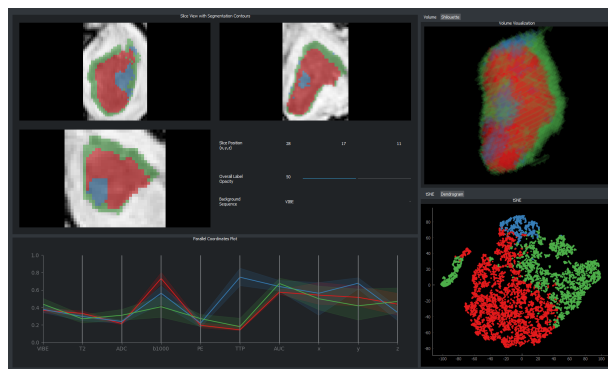 Slice View with Segmentation Contours
Volume Silhouette
Volume Visualization
Slice Position
(x, y, z)
28 17 11
Overall Label
Opacity
50
Background
Sequence
VIBE
tSNE Dendrogram
tSNE
80
60
40
20
0
-20
-40
-60
-80
-100 -80 -60 -40 -20 0 20 40 60 80 100
Parallel Coordinates Plot
1.0
0.8
0.6
0.4
0.2
0.0
VIBE T2 ADC b1000 PE TTP AUC x y z